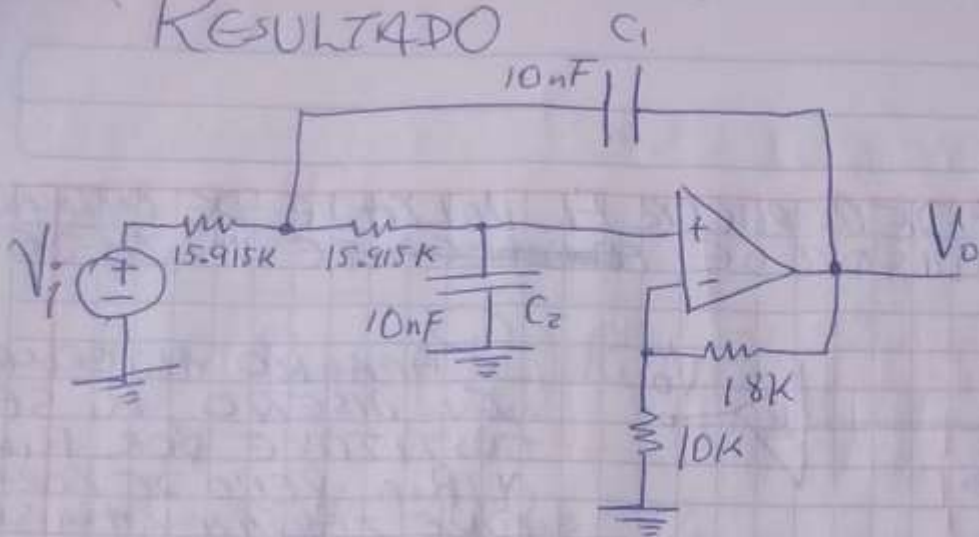 RESULTADO
C1
10nF
Vi
+
-
15.915K
15.915K
10nF
C2
+
-
Vo
18K
10K